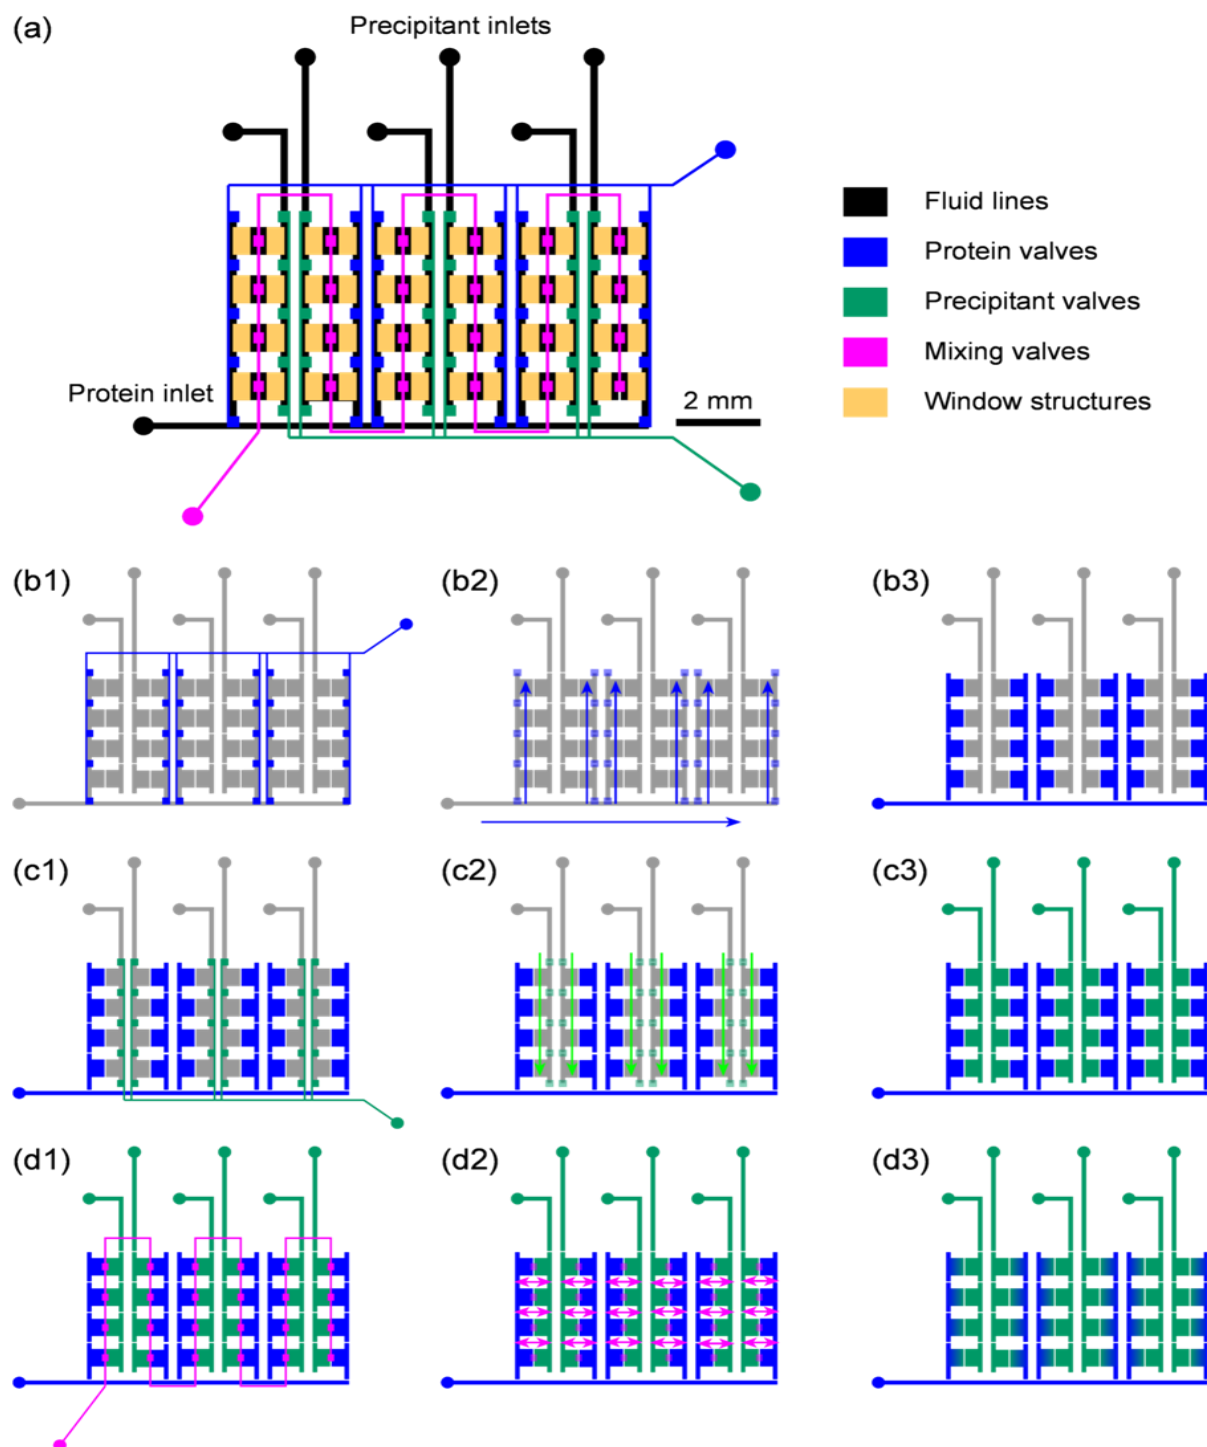 (a)
Precipitant inlets
Fluid lines
Protein valves
Precipitant valves
Mixing valves
Window structures
Protein inlet
2 mm
(b1)
(b2)
(b3)
(c1)
(c2)
(c3)
(d1)
(d2)
(d3)